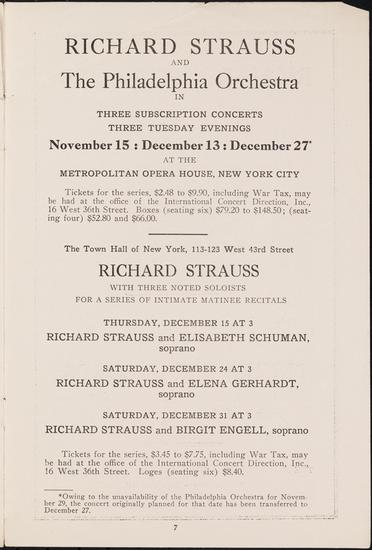 RICHARD STRAUSS
AND
The Philadelphia Orchestra
IN
THREE SUBSCRIPTION CONCERTS
THREE TUESDAY EVENINGS
November 15 : December 13 : December 27*
AT THE
METROPOLITAN OPERA HOUSE, NEW YORK CITY
Tickets for the series, $2.48 to $9.90, including War Tax, may
be had at the office of the International Concert Direction, Inc.,
16 West 36th Street. Boxes (seating six) $79.20 to $148.50; (seat-
ing four) $52.80 and $66.00.
The Town Hall of New York, 113-123 West 43rd Street
RICHARD STRAUSS
WITH THREE NOTED SOLOISTS
FOR A SERIES OF INTIMATE MATINEE RECITALS
THURSDAY, DECEMBER 15 AT 3
RICHARD STRAUSS and ELISABETH SCHUMAN,
soprano
SATURDAY, DECEMBER 24 AT 3
RICHARD STRAUSS and ELENA GERHARDT,
soprano
SATURDAY, DECEMBER 31 AT 3
RICHARD STRAUSS and BIRGIT ENGELL, soprano
Tickets for the series, $3.45 to $7.75, including War Tax, may
be had at the office of the International Concert Direction, Inc.,
16 West 36th Street. Loges (seating six) $8.40.
*Owing to the unavailability of the Philadelphia Orchestra for Novem-
ber 29, the concert originally planned for that date has been transferred to
December 27.
7